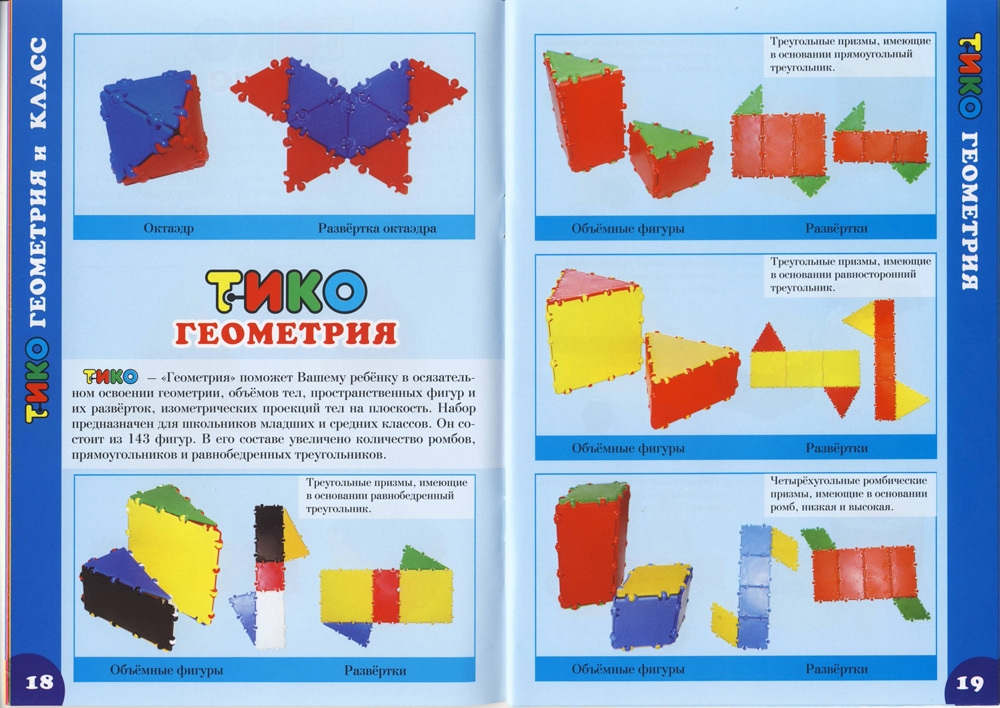 ТИКО ГЕОМЕТРИЯ и КЛАСС
Октаэдр
Развёртка октаэдра
ТИКО
ГЕОМЕТРИЯ
ТИКО — «Геометрия» поможет Вашему ребёнку в осязатель-
ном освоении геометрии, объёмов тел, пространственных фигур и
их развёрток, изометрических проекций тел на плоскость. Набор
предназначен для школьников младших и средних классов. Он со-
стоит из 143 фигур. В его составе увеличено количество ромбов,
прямоугольников и равнобедренных треугольников.
Треугольные призмы, имеющие
в основании равнобедренный
треугольник.
Объёмные фигуры
Развёртки
18
Треугольные призмы, имеющие
в основании прямоугольный
треугольник.
Объёмные фигуры
Развёртки
Треугольные призмы, имеющие
в основании равносторонний
треугольник.
Объёмные фигуры
Развёртки
Четырёхугольные ромбические
призмы, имеющие в основании
ромб, низкая и высокая.
Объёмные фигуры
Развёртки
ТИКО ГЕОМЕТРИЯ
19